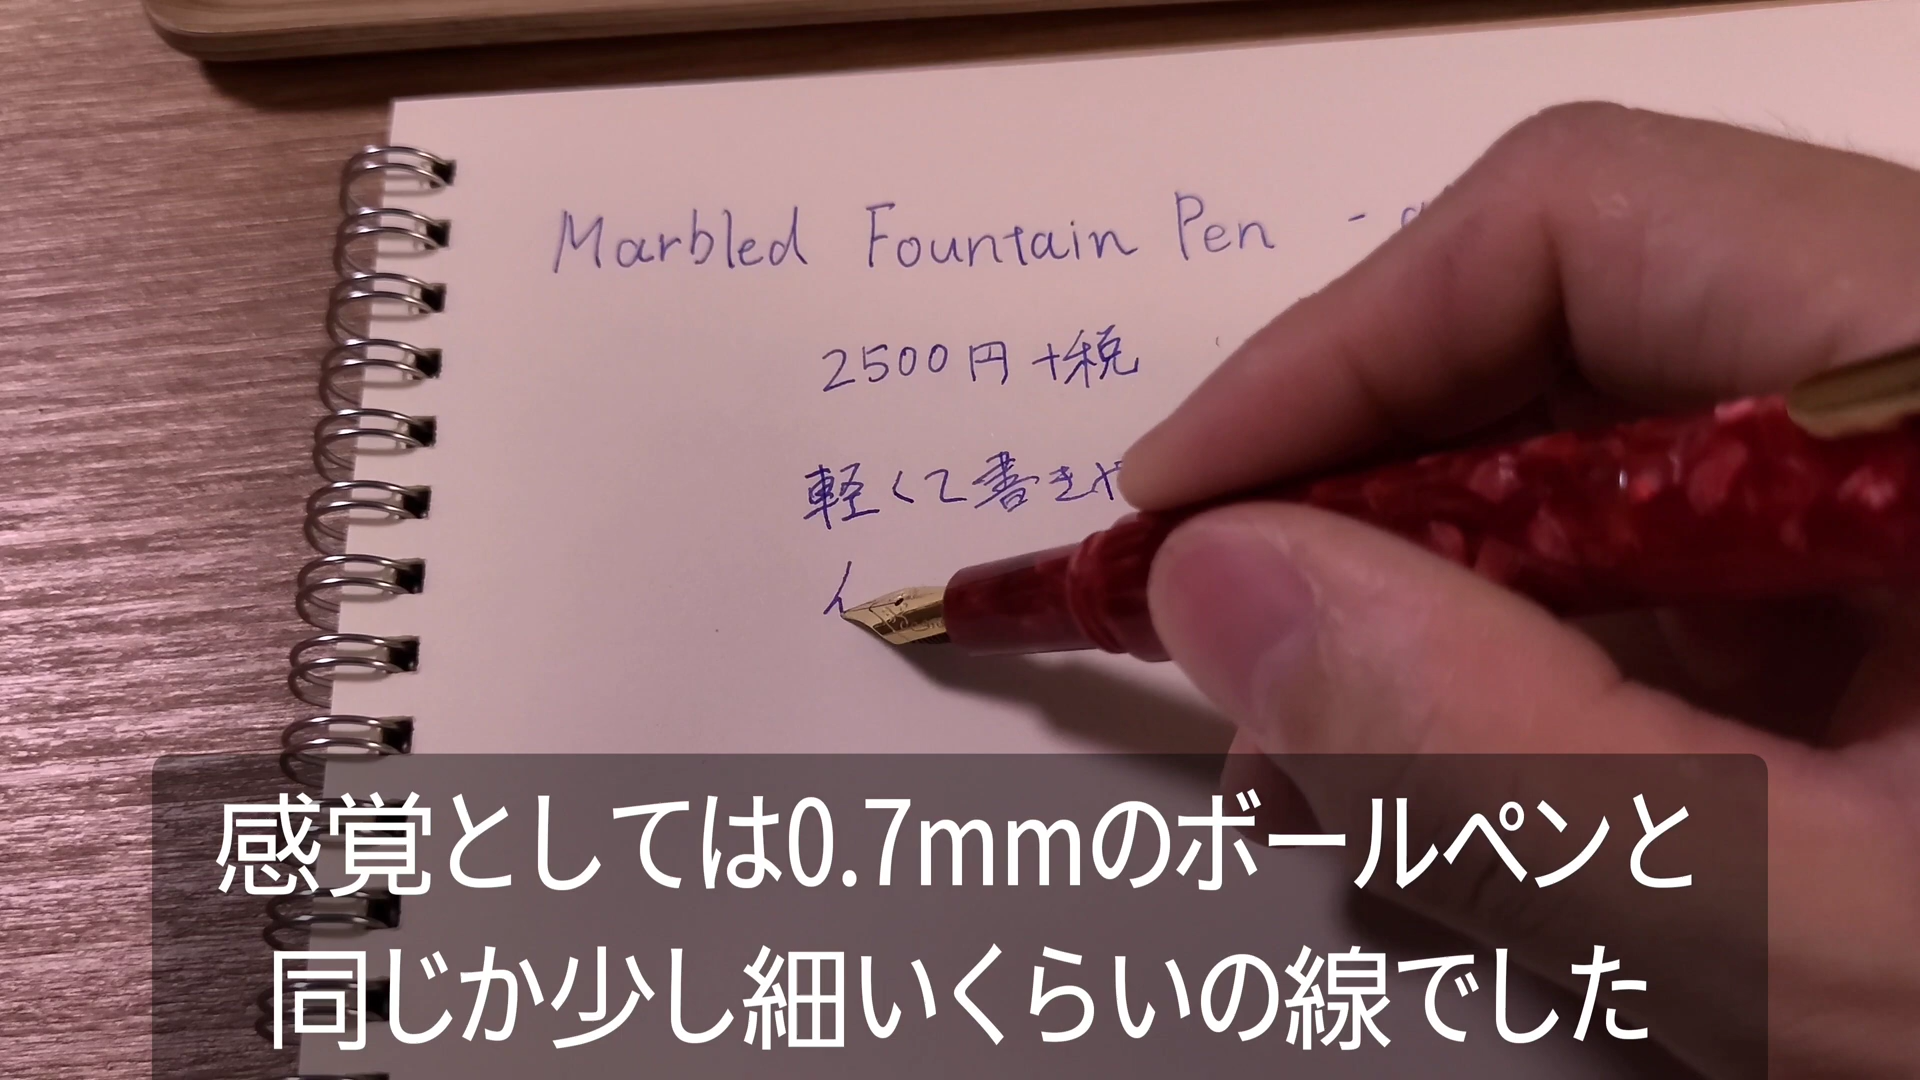 Marbled Fountain Pen -
2500円+税
軽くて書きや
感覚としては0.7mmのボールペンと
同じか少し細いくらいの線でした